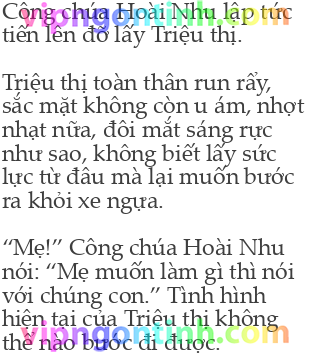 Công chúa Hoài Nhu lập tức
tiến lên đỡ lấy Triệu thị.
Triệu thị toàn thân run rẩy,
sắc mặt không còn u ám, nhợt
nhạt nữa, đôi mắt sáng rực
như sao, không biết lấy sức
lực từ đâu mà lại muốn bước
ra khỏi xe ngựa.
“Mẹ!” Công chúa Hoài Nhu
nói: “Mẹ muốn làm gì thì nói
với chúng con.” Tình hình
hiện tại của Triệu thị không
thể nào bước đi được.
vipngontinh.com
vipngontinh.com